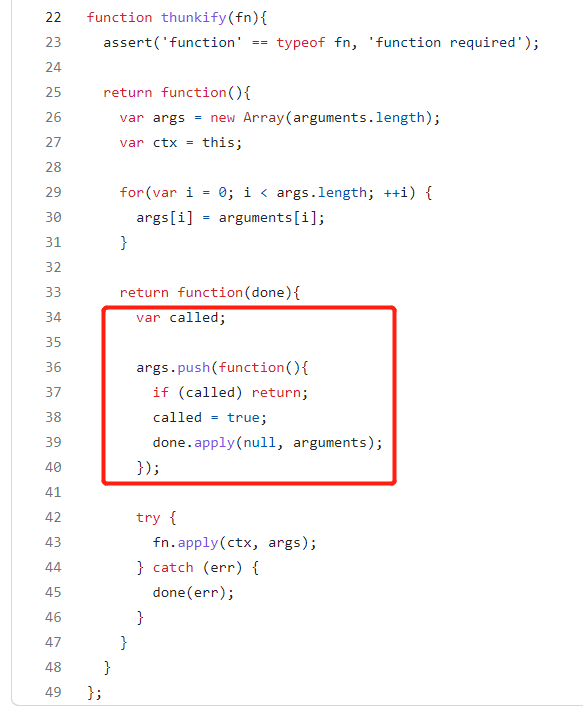 22 function thunkify(fn){
23   assert('function' == typeof fn, 'function required');
24
25   return function(){
26     var args = new Array(arguments.length);
27     var ctx = this;
28
29     for(var i = 0; i < args.length; ++i) {
30       args[i] = arguments[i];
31     }
32
33     return function(done){
34       var called;
35
36       args.push(function(){
37         if (called) return;
38         called = true;
39         done.apply(null, arguments);
40       });
41
42       try {
43         fn.apply(ctx, args);
44       } catch (err) {
45         done(err);
46       }
47     }
48   }
49 };